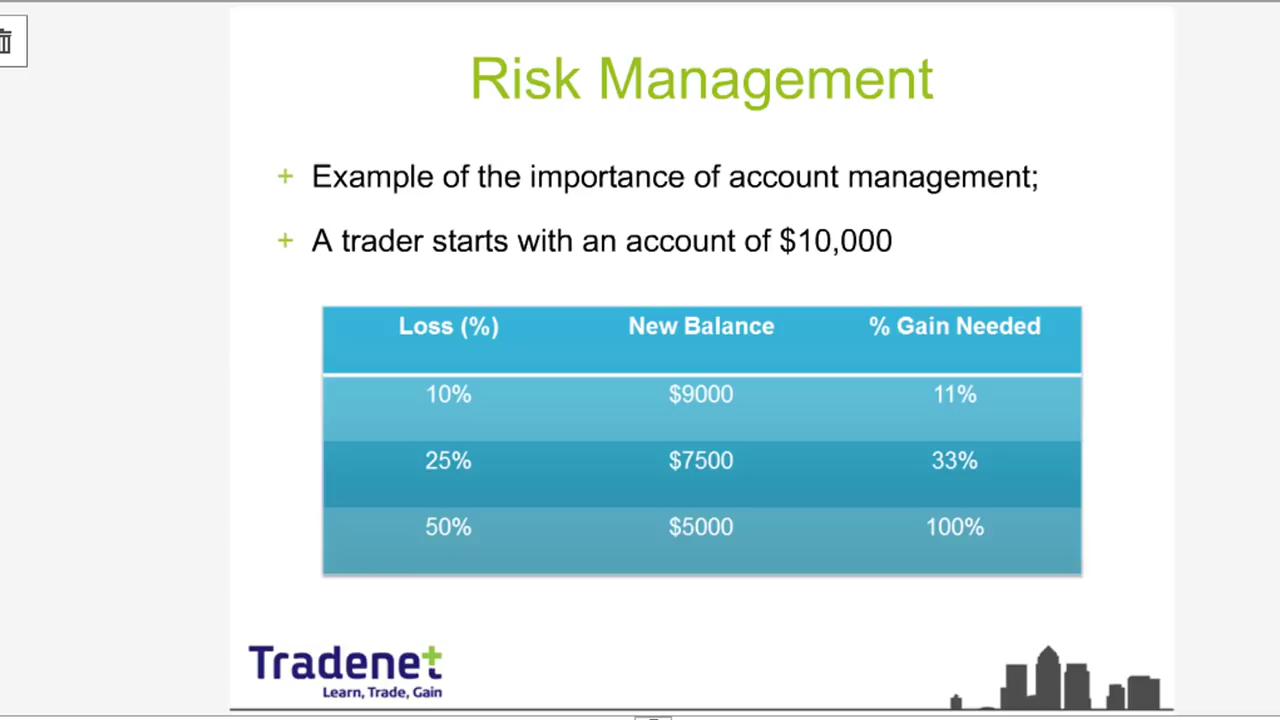 Risk Management
+ Example of the importance of account management;
+ A trader starts with an account of $10,000
Loss (%) New Balance % Gain Needed
10% $9000 11%
25% $7500 33%
50% $5000 100%
Tradenet
Learn, Trade, Gain